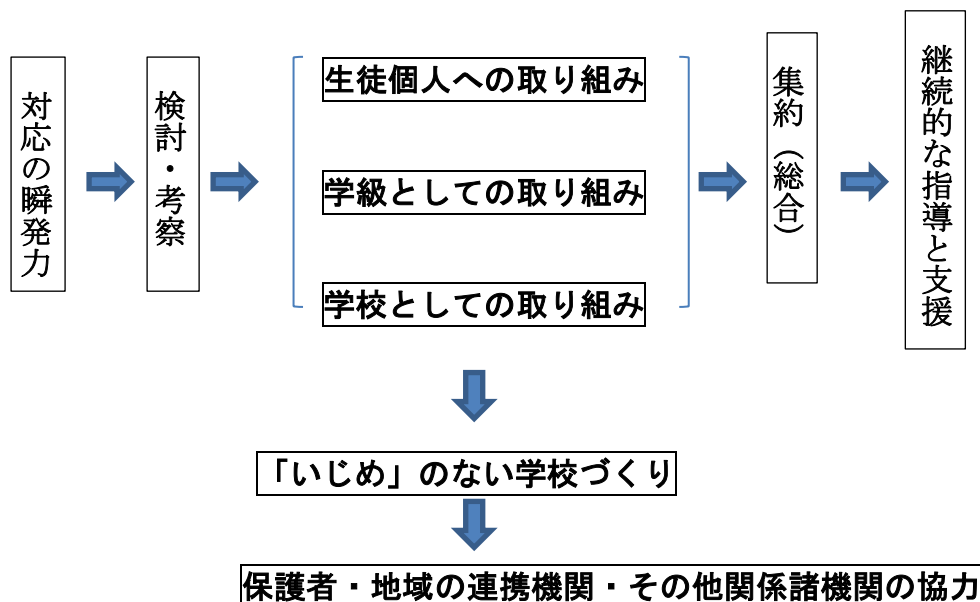 対応の瞬発力
検討・考察
生徒個人への取り組み
学級としての取り組み
学校としての取り組み
集約（総合）
継続的な指導と支援
「いじめ」のない学校づくり
保護者・地域の連携機関・その他関係諸機関の協力